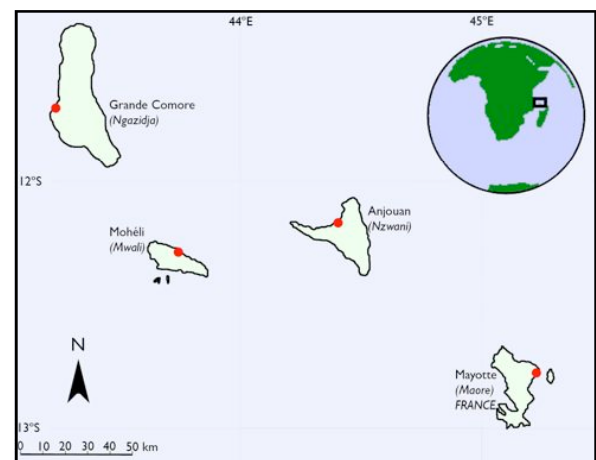 44°E
45°E
Grande Comore
(Ngazidja)
12°S
Anjouan
(Nzwani)
Mohéli
(Mwali)
N
Mayotte
(Maore)
FRANCE
13°S
0 10 20 30 40 50 km